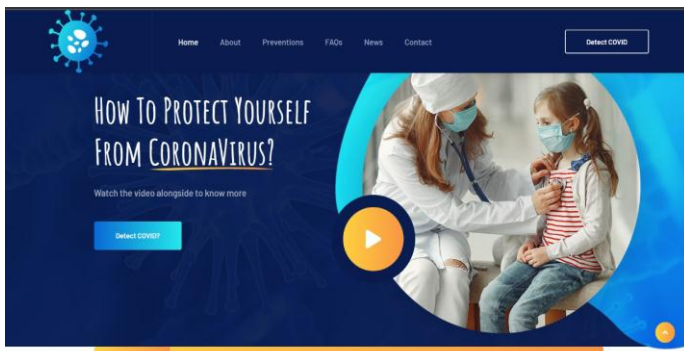 Home About Preventions FAQs News Contact Detect COVID
How To Protect Yourself
From CoronaVirus?
Watch the video alongside to know more
Detect COVID?